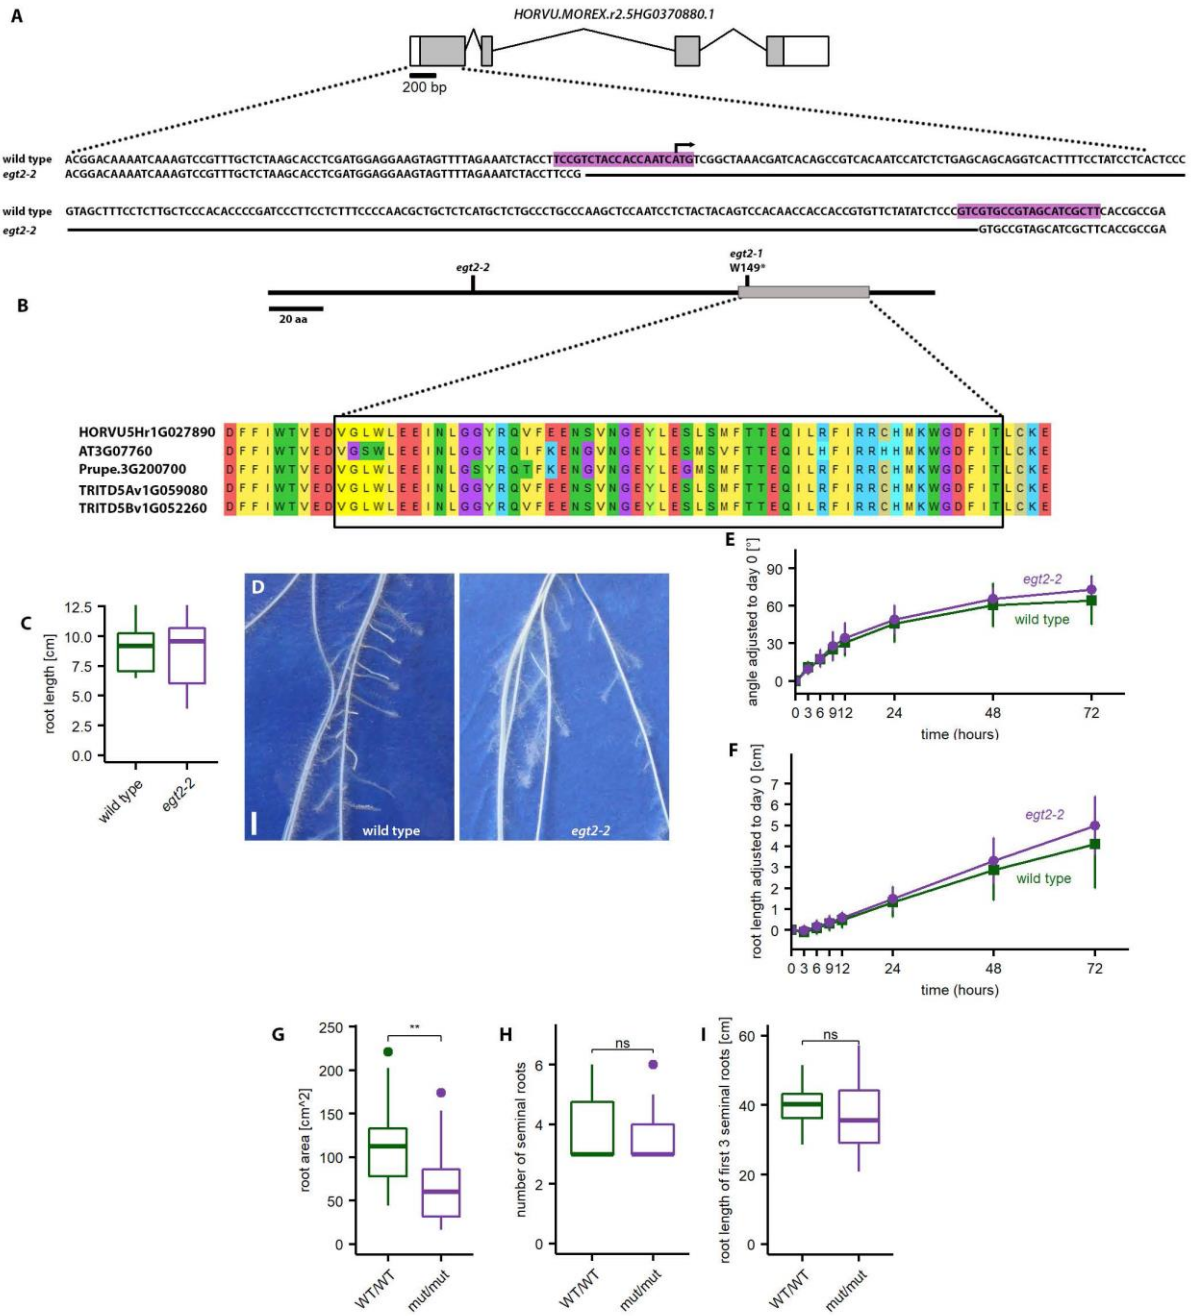 A
HORVU.MOREX.r2.5HG0370880.1
200 bp
wild type ACGGACAAAATCAAAGTCCGTTTGCTCTAAGCACCTCGATGGAGGAAGTAGTTTTAGAAATCTACCTTCCGTCTACCACCAATCATGTCGGCTAAACGATCACAGCCGTCACAATCCATCTCTGAGCAGCAGGTCACTTTTCCTATCCTCACTCCC
egt2-2 ACGGACAAAATCAAAGTCCGTTTGCTCTAAGCACCTCGATGGAGGAAGTAGTTTTAGAAATCTACCTTCCG
wild type GTAGCTTTCCTCTTGCTCCCACACCCCGATCCCTTCCTCTTTCCCCAACGCTGCTCTCATGCTCTGCCCTGCCCAAGCTCCAATCCTCTACTACAGTCCACAACCACCACCGTGTTCTATATCTCCCGTCGTGCCGTAGCATCGCTTCACCGCCGA
egt2-2 GTGCCGTAGCATCGCTTCACCGCCGA
B
egt2-2
egt2-1
W149*
20 aa
HORVU5Hr1G027890 DFFIWTVEDVGLWLEEINLGGYRQVFEENSVNGEYLESLSMFTTEQILRFIRRCHMKWGDFITLCKE
AT3G07760 DFFIWTVEDVGSWLEEINLGGYRQIFKENGVNGEYLESMSVFTTEQILHFIRRHHMKWGDFITLCKE
Prupe.3G200700 DFFIWTVEDVGLWLEEINLGSYRQTFKENGVNGEYLEGMSMFTTEQILRFIRRCHMKWGDFITLCKE
TRITD5Av1G059080 DFFIWTVEDVGLWLEEINLGGYRQVFEENSVNGEYLESLSMFTTEQILRFIRRCHMKWGDFITLCKE
TRITD5Bv1G052260 DFFIWTVEDVGLWLEEINLGGYRQVFEENSVNGEYLESLSMFTTEQILRFIRRCHMKWGDFITLCKE
C
root length [cm]
12.5
10.0
7.5
5.0
2.5
0.0
wild type
egt2-2
D
wild type
egt2-2
E
angle adjusted to day 0 [°]
90
60
30
0
egt2-2
wild type
0 3 6 9 12 24 48 72
time (hours)
F
root length adjusted to day 0 [cm]
7
6
5
4
3
2
1
0
egt2-2
wild type
0 3 6 9 12 24 48 72
time (hours)
G
root area [cm^2]
250
200
150
100
50
0
**
WT/WT
mut/mut
H
number of seminal roots
6
4
2
0
ns
WT/WT
mut/mut
I
root length of first 3 seminal roots [cm]
60
40
20
0
ns
WT/WT
mut/mut